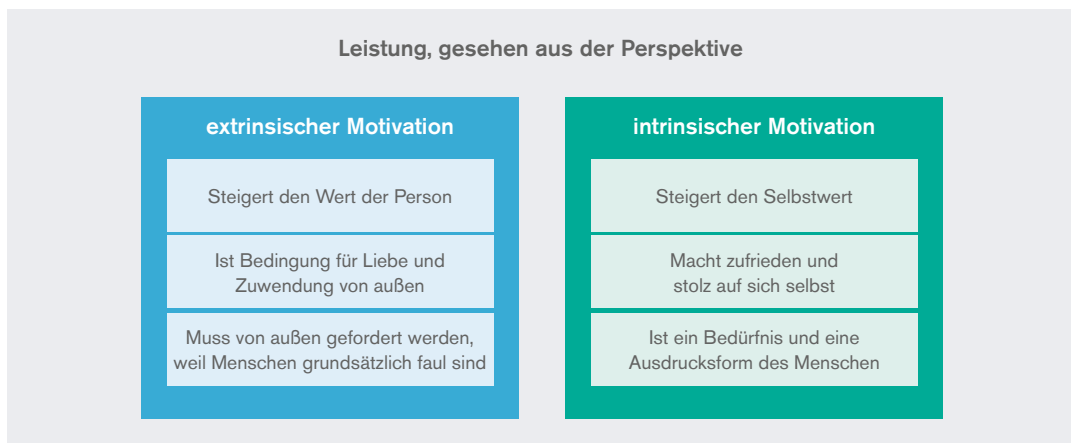 Leistung, gesehen aus der Perspektive
extrinsischer Motivation
Steigert den Wert der Person
Ist Bedingung für Liebe und
Zuwendung von außen
Muss von außen gefordert werden,
weil Menschen grundsätzlich faul sind
intrinsischer Motivation
Steigert den Selbstwert
Macht zufrieden und
stolz auf sich selbst
Ist ein Bedürfnis und eine
Ausdrucksform des Menschen